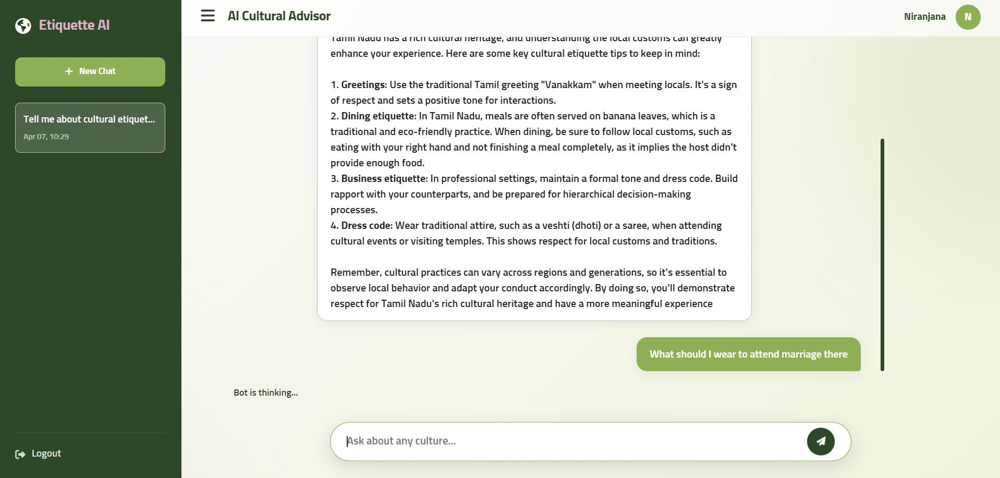 Etiquette AI
New Chat
Tell me about cultural etiquet...
Apr 07, 10:29
Logout
AI Cultural Advisor
Niranjana
N
Tamil Nadu has a rich cultural heritage, and understanding the local customs can greatly
enhance your experience. Here are some key cultural etiquette tips to keep in mind:
1. Greetings: Use the traditional Tamil greeting "Vanakkam" when meeting locals. It's a sign
of respect and sets a positive tone for interactions.
2. Dining etiquette: In Tamil Nadu, meals are often served on banana leaves, which is a
traditional and eco-friendly practice. When dining, be sure to follow local customs, such as
eating with your right hand and not finishing a meal completely, as it implies the host didn't
provide enough food.
3. Business etiquette: In professional settings, maintain a formal tone and dress code. Build
rapport with your counterparts, and be prepared for hierarchical decision-making
processes.
4. Dress code: Wear traditional attire, such as a veshti (dhoti) or a saree, when attending
cultural events or visiting temples. This shows respect for local customs and traditions.
Remember, cultural practices can vary across regions and generations, so it's essential to
observe local behavior and adapt your conduct accordingly. By doing so, you'll demonstrate
respect for Tamil Nadu's rich cultural heritage and have a more meaningful experience
What should I wear to attend marriage there
Bot is thinking...
Ask about any culture...